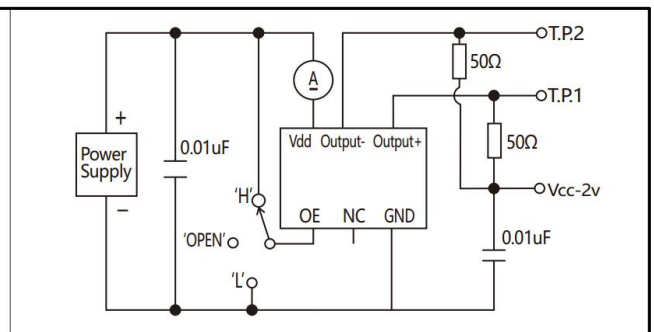 T.P.2
50Ω
A
T.P.1
+
Vdd Output- Output+
50Ω
Power
Supply
0.01uF
–
'H'
Vcc-2v
OE NC GND
'OPEN'
0.01uF
'L'